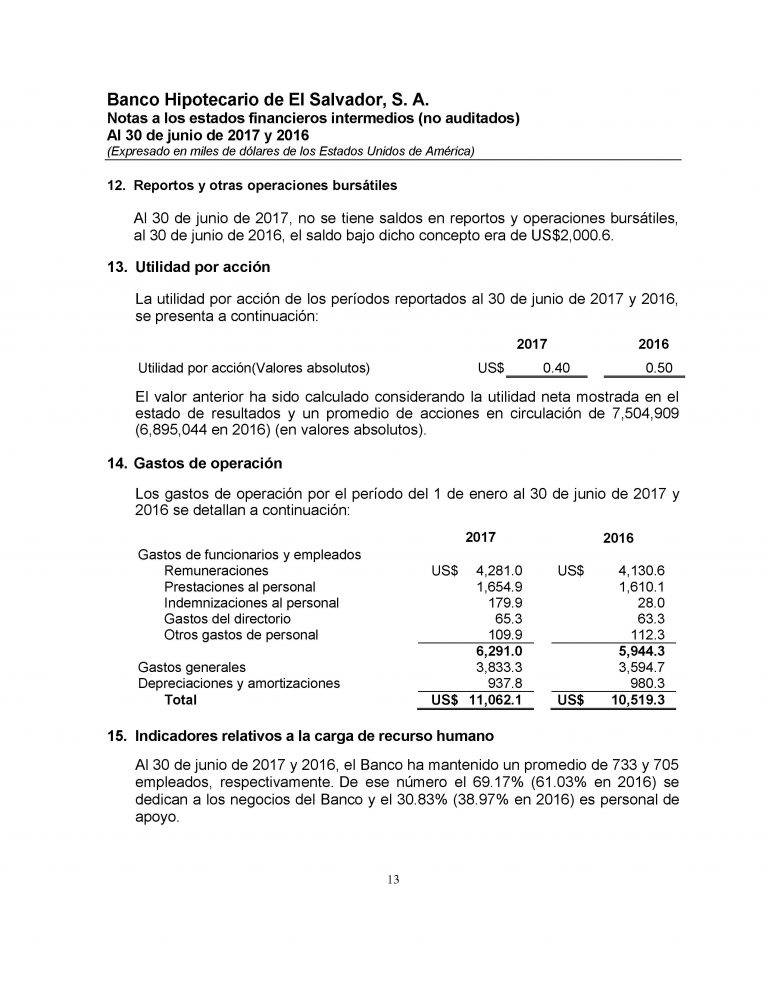 Banco Hipotecario de El Salvador, S. A.
Notas a los estados financieros intermedios (no auditados)
Al 30 de junio de 2017 y 2016
(Expresado en miles de dólares de los Estados Unidos de América)
12. Reportos y otras operaciones bursátiles
Al 30 de junio de 2017, no se tiene saldos en reportos y operaciones bursátiles,
al 30 de junio de 2016, el saldo bajo dicho concepto era de US$2,000.6.
13. Utilidad por acción
La utilidad por acción de los períodos reportados al 30 de junio de 2017 y 2016,
se presenta a continuación:
2017 2016
Utilidad por acción(Valores absolutos) US$ 0.40 0.50
El valor anterior ha sido calculado considerando la utilidad neta mostrada en el
estado de resultados y un promedio de acciones en circulación de 7,504,909
(6,895,044 en 2016) (en valores absolutos).
14. Gastos de operación
Los gastos de operación por el período del 1 de enero al 30 de junio de 2017 y
2016 se detallan a continuación:
2017 2016
Gastos de funcionarios y empleados
Remuneraciones US$ 4,281.0 US$ 4,130.6
Prestaciones al personal 1,654.9 1,610.1
Indemnizaciones al personal 179.9 28.0
Gastos del directorio 65.3 63.3
Otros gastos de personal 109.9 112.3
6,291.0 5,944.3
Gastos generales 3,833.3 3,594.7
Depreciaciones y amortizaciones 937.8 980.3
Total US$ 11,062.1 US$ 10,519.3
15. Indicadores relativos a la carga de recurso humano
Al 30 de junio de 2017 y 2016, el Banco ha mantenido un promedio de 733 y 705
empleados, respectivamente. De ese número el 69.17% (61.03% en 2016) se
dedican a los negocios del Banco y el 30.83% (38.97% en 2016) es personal de
apoyo.
13